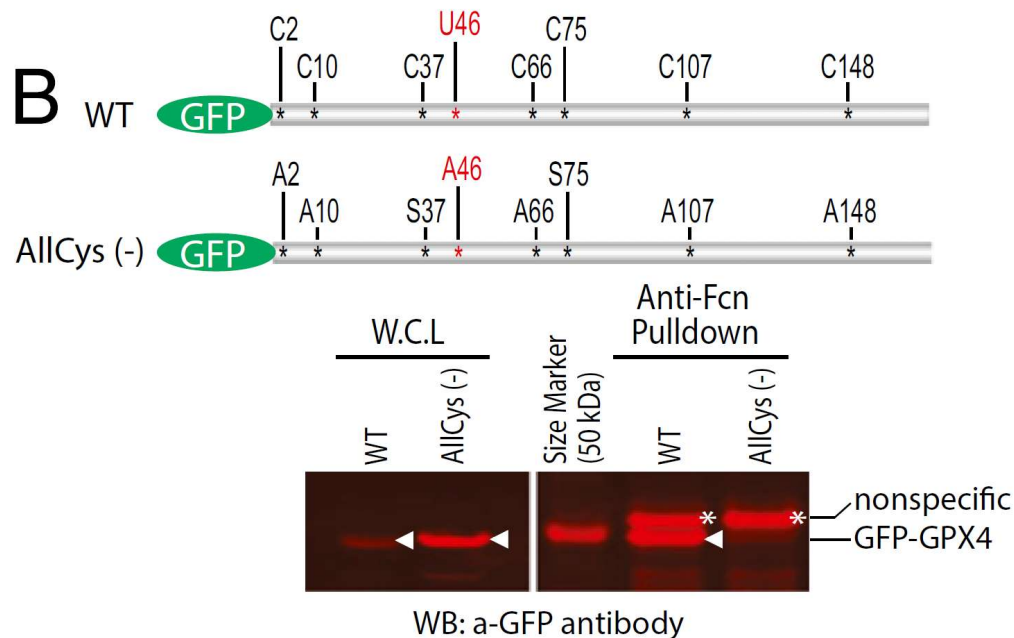 B
C2 C10 C37 U46 C66 C75 C107 C148
WT GFP * * * * * * * *
A2 A10 S37 A46 A66 S75 A107 A148
AllCys (-) GFP * * * * * * * *
W.C.L
Anti-Fcn
Pulldown
WT
AllCys (-)
Size Marker
(50 kDa)
WT
AllCys (-)
* *
nonspecific
GFP-GPX4
WB: a-GFP antibody